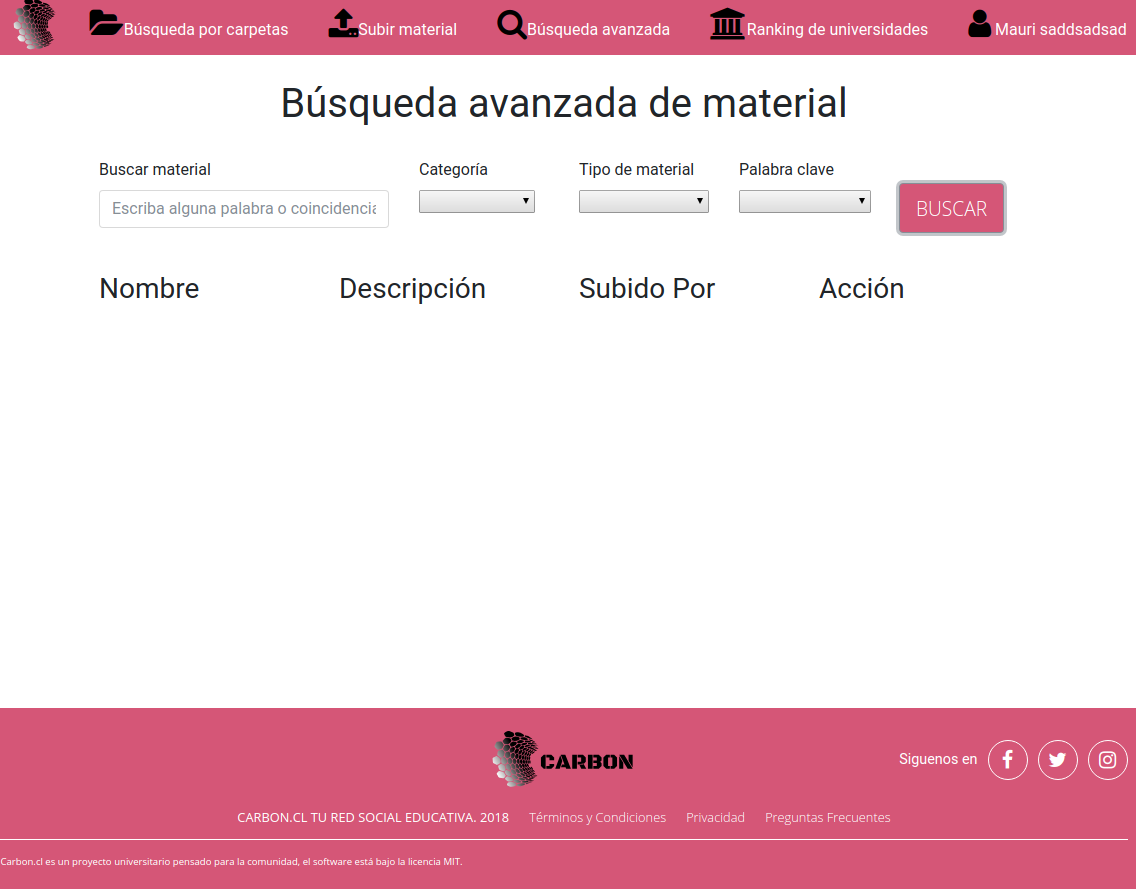 Búsqueda por carpetas Subir material Búsqueda avanzada Ranking de universidades Mauri saddsadsad
Búsqueda avanzada de material
Buscar material Categoría Tipo de material Palabra clave
Escriba alguna palabra o coincidencia
BUSCAR
Nombre Descripción Subido Por Acción
CARBON
Síguenos en
CARBON.CL TU RED SOCIAL EDUCATIVA. 2018 Términos y Condiciones Privacidad Preguntas Frecuentes
Carbon.cl es un proyecto universitario pensado para la comunidad, el software está bajo la licencia MIT.